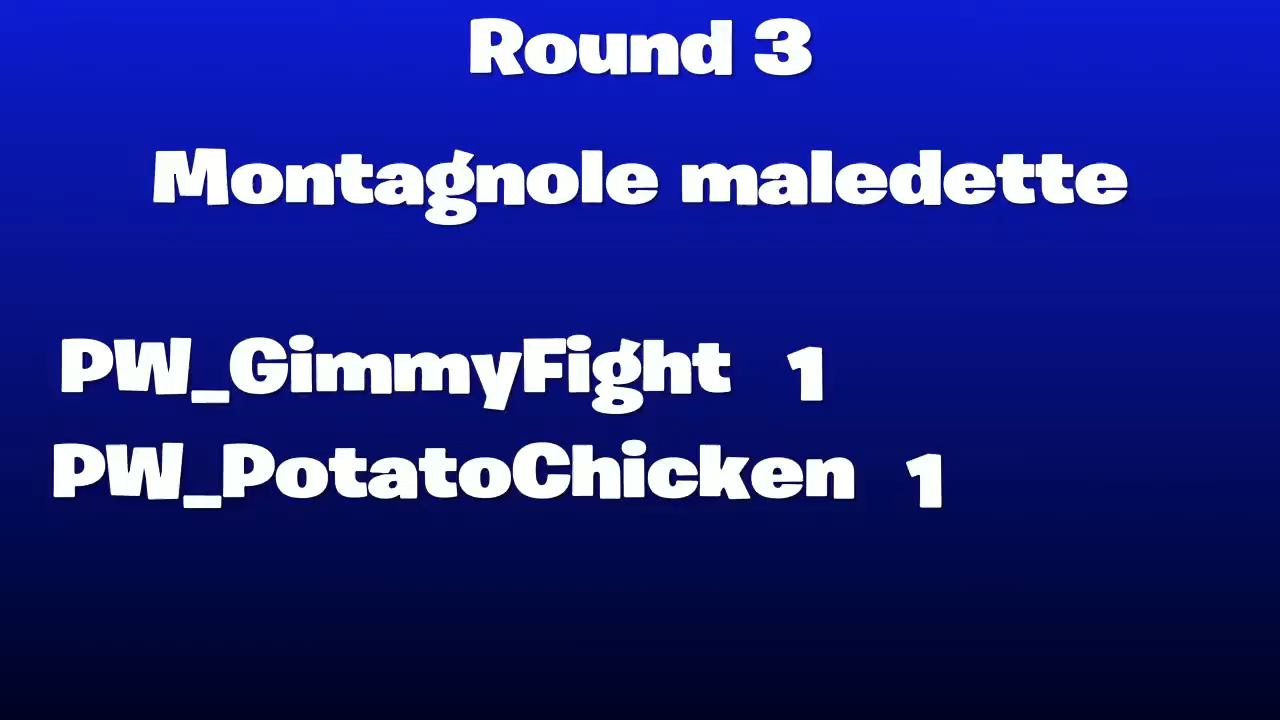 Round 3
Montagnole maledette
PW_GimmyFight 1
PW_PotatoChicken 1